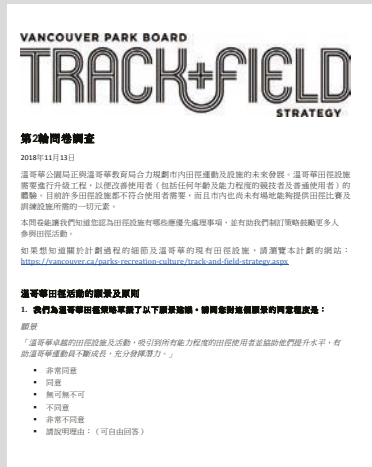 VANCOUVER PARK BOARD
TRACK+FIELD
STRATEGY
第2輪問卷調查
2018年11月13日
溫哥華公園局正與溫哥華教育局合力規劃市內田徑運動及設施的未來發展。溫哥華田徑設施
需要進行升級工程，以便改善使用者（包括任何年齡及能力程度的競技者及普通使用者）的
體驗。目前許多田徑設施都不符合使用者需要，而且市內也尚未有場地能夠提供田徑比賽及
訓練設施所需的一切元素。
本問卷能讓我們知道您認為田徑設施有哪些應優先處理事項，並有助我們制訂策略鼓勵更多人
參與田徑活動。
如果想知道關於計劃過程的細節及溫哥華的現有田徑設施，請瀏覽本計劃的網站：
https://vancouver.ca/parks-recreation-culture/track-and-field-strategy.aspx
溫哥華田徑活動的願景及原則
1. 我們為溫哥華田徑策略草擬了以下願景建議。請問您對這個願景的同意程度是：
願景
「溫哥華卓越的田徑設施及活動，吸引到所有能力程度的田徑使用者並協助他們提升水平，有
助溫哥華運動員不斷成長，充分發揮潛力。」
▪ 非常同意
▪ 同意
▪ 無可無不可
▪ 不同意
▪ 非常不同意
▪ 請說明理由：（可自由回答）